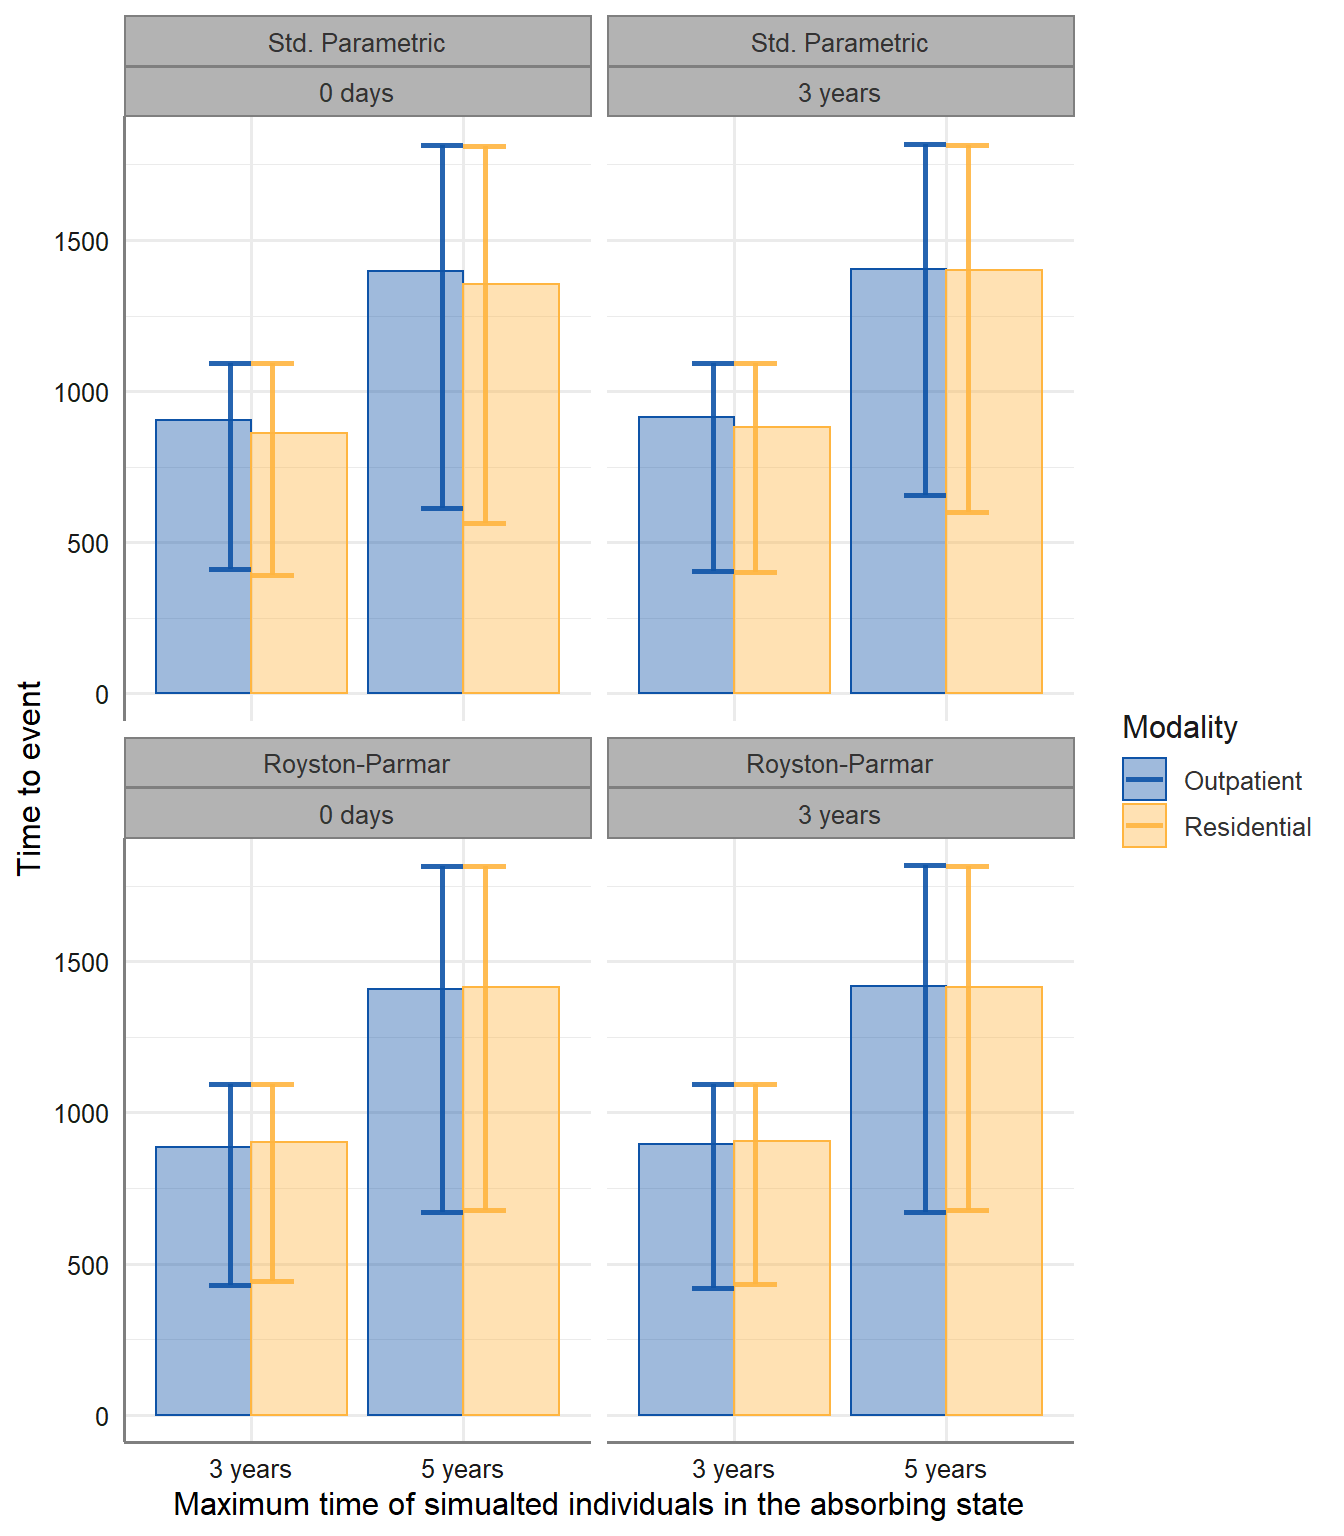 Std. Parametric
Std. Parametric
0 days
3 years
1500
1000
500
0
Time to event
Royston-Parmar
Royston-Parmar
0 days
3 years
1500
1000
500
0
3 years
5 years
3 years
5 years
Maximum time of simualted individuals in the absorbing state
Modality
Outpatient
Residential